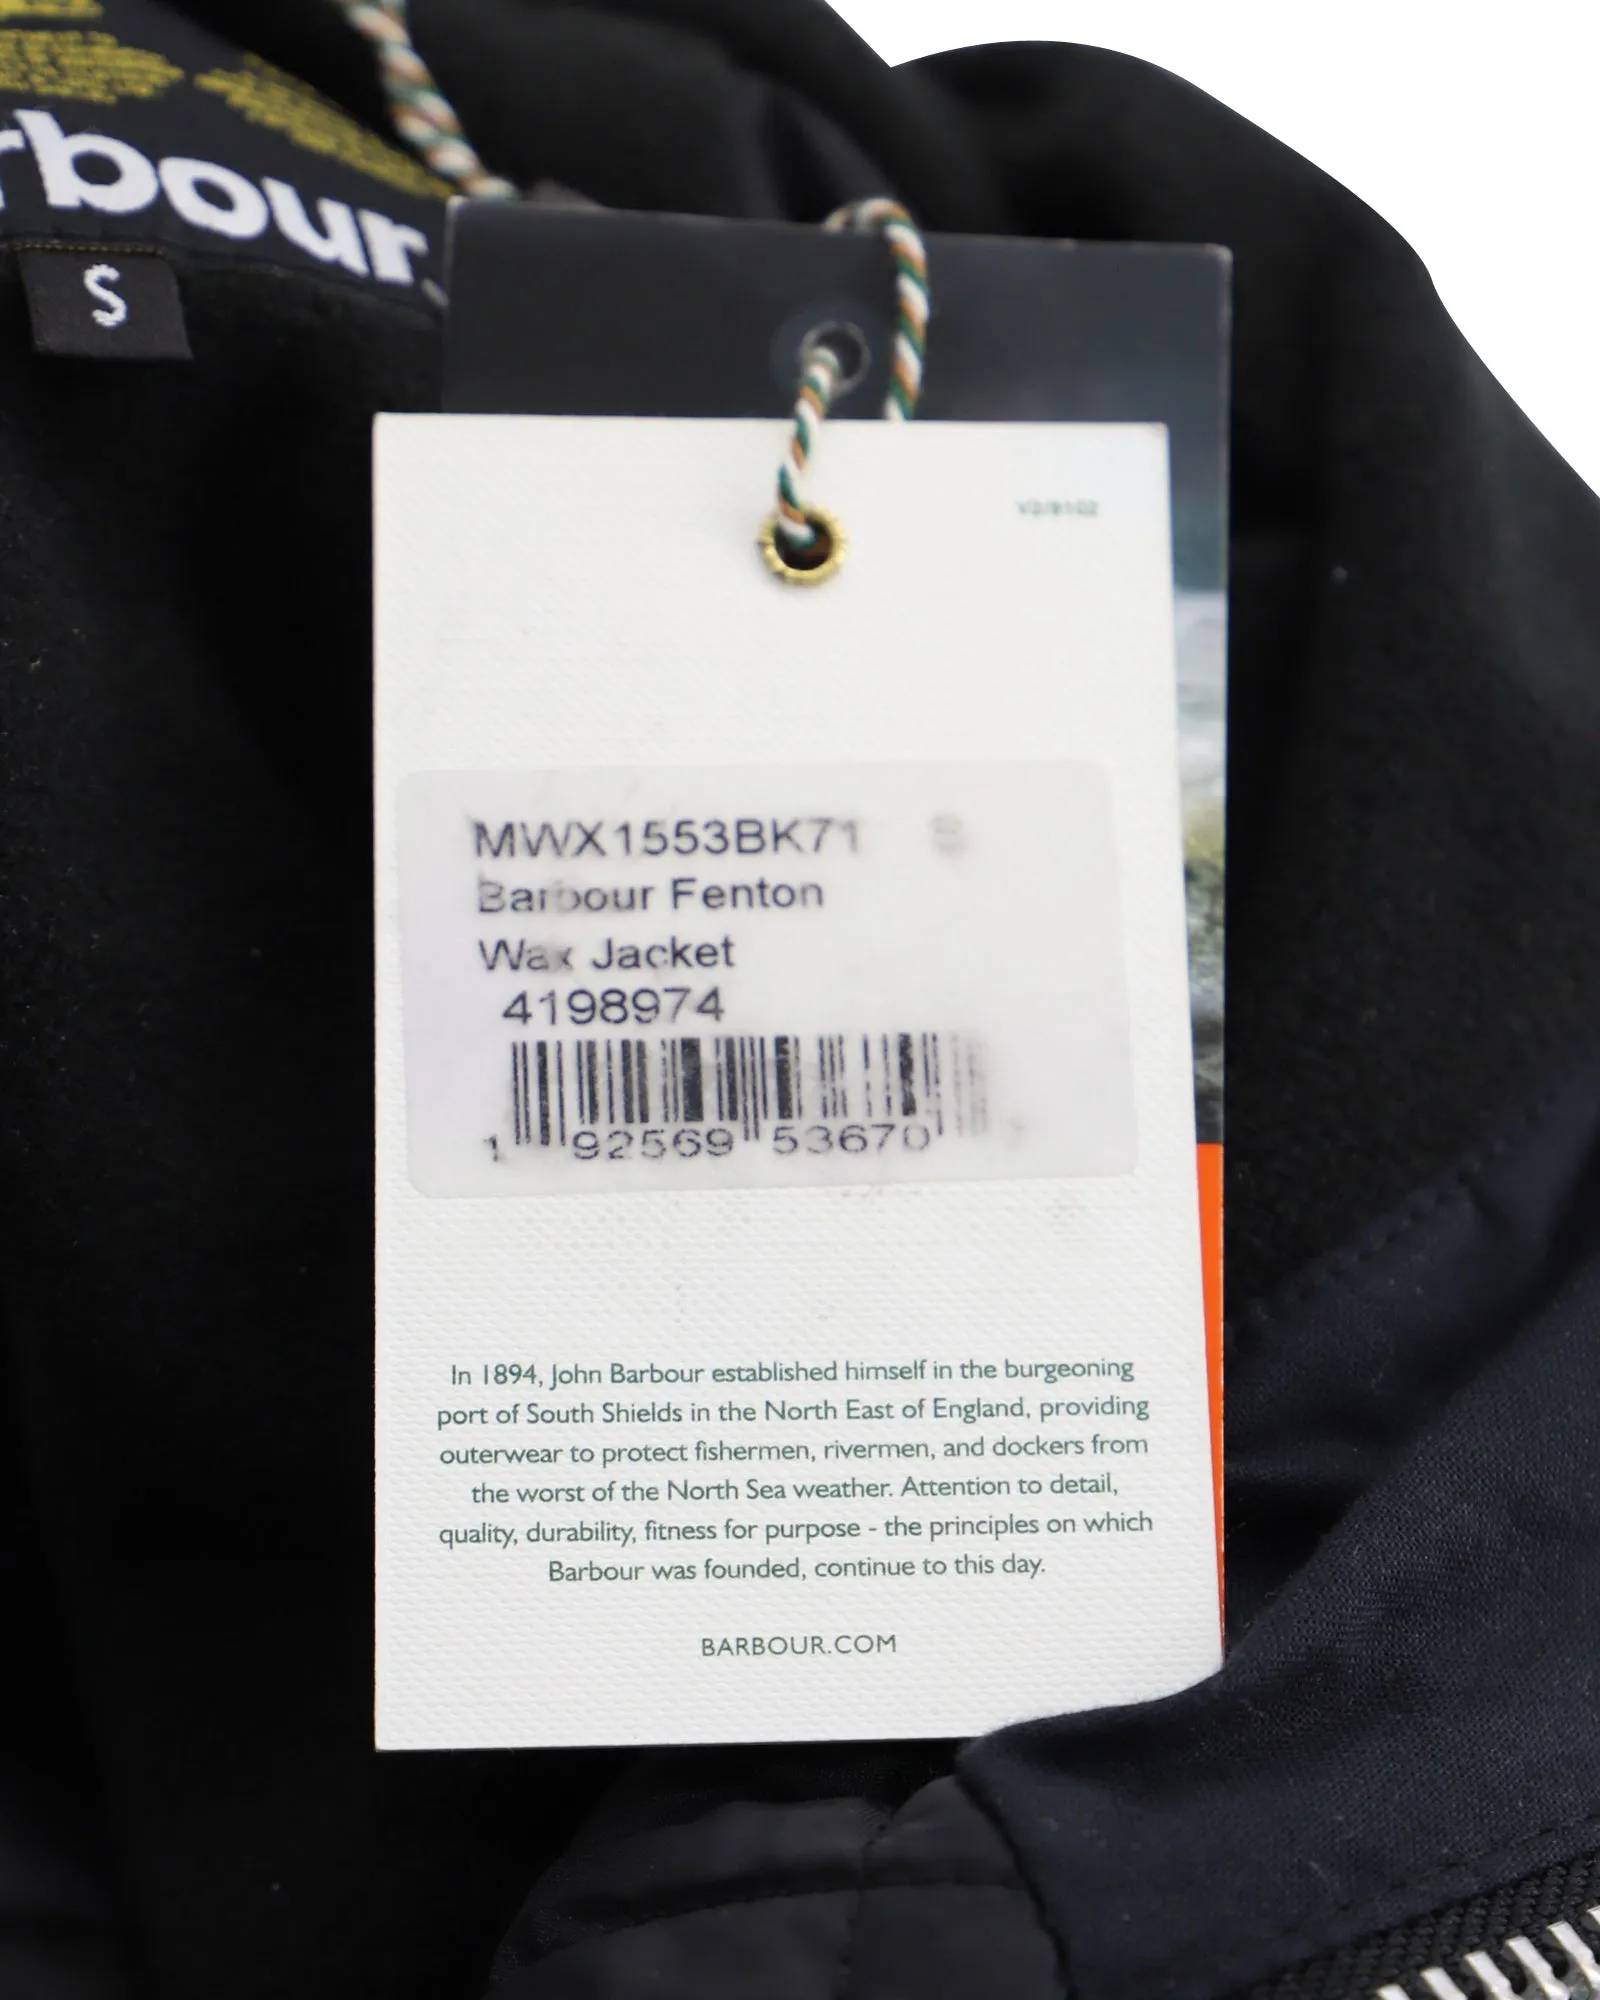 S
MWX1553BK71 S
Barbour Fenton
Wax Jacket
4198974
1 92569 53670
In 1894, John Barbour established himself in the burgeoning
port of South Shields in the North East of England, providing
outerwear to protect fishermen, rivermen, and dockers from
the worst of the North Sea weather. Attention to detail,
quality, durability, fitness for purpose - the principles on which
Barbour was founded, continue to this day.
BARBOUR.COM